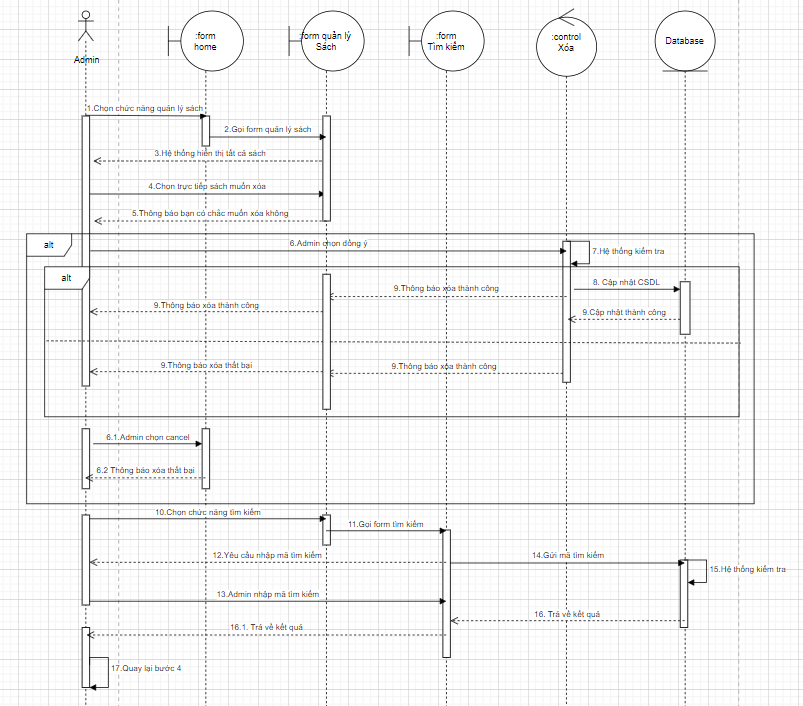 :form
home
:form quản lý
Sách
:form
Tìm kiếm
:control
Xóa
Database
Admin
1.Chọn chức năng quản lý sách
2.Gọi form quản lý sách
3.Hệ thống hiển thị tất cả sách
4.Chọn trực tiếp sách muốn xóa
5.Thông báo bạn có chắc muốn xóa không
alt
6.Admin chọn đồng ý
7.Hệ thống kiểm tra
alt
8. Cập nhật CSDL
9.Thông báo xóa thành công
9.Thông báo xóa thành công
9.Cập nhật thành công
9.Thông báo xóa thất bại
9.Thông báo xóa thành công
6.1.Admin chọn cancel
6.2 Thông báo xóa thất bại
10.Chọn chức năng tìm kiếm
11.Gọi form tìm kiếm
12.Yêu cầu nhập mã tìm kiếm
14.Gửi mã tìm kiếm
15.Hệ thống kiểm tra
13.Admin nhập mã tìm kiếm
16. Trả về kết quả
16.1. Trả về kết quả
17.Quay lại bước 4